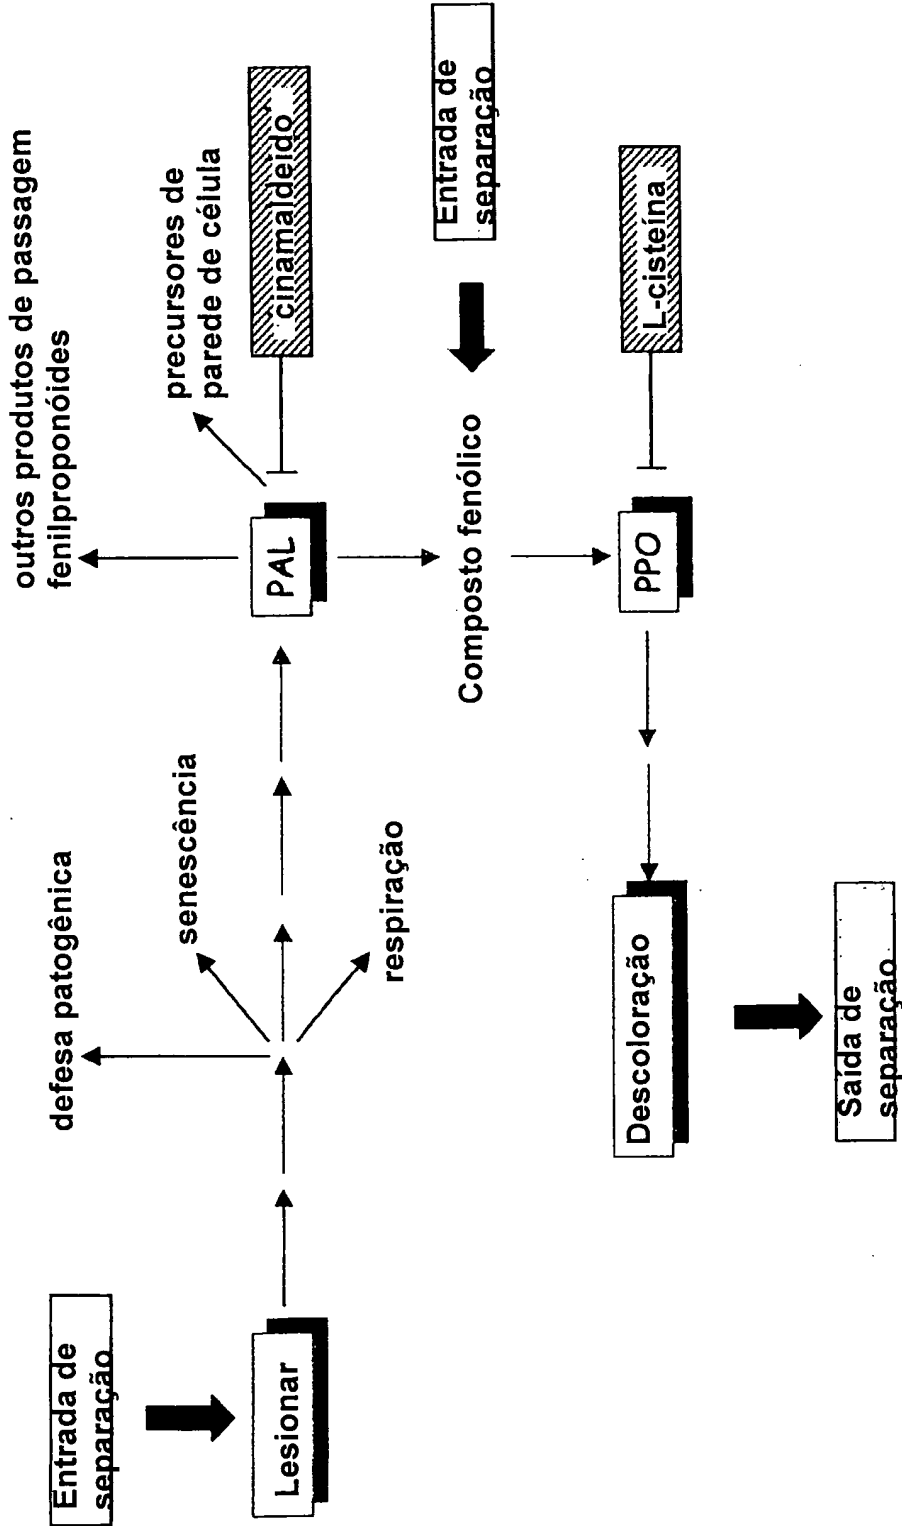 outros produtos de passagem
fenilproponóides
defesa patogênica
precursores de
parede de célula
senescência
Entrada de
separação
Lesionar
PAL
cinamaldeido
respiração
Composto fenólico
Entrada de
separação
Descoloração
PPO
L-cisteína
Saída de
separação